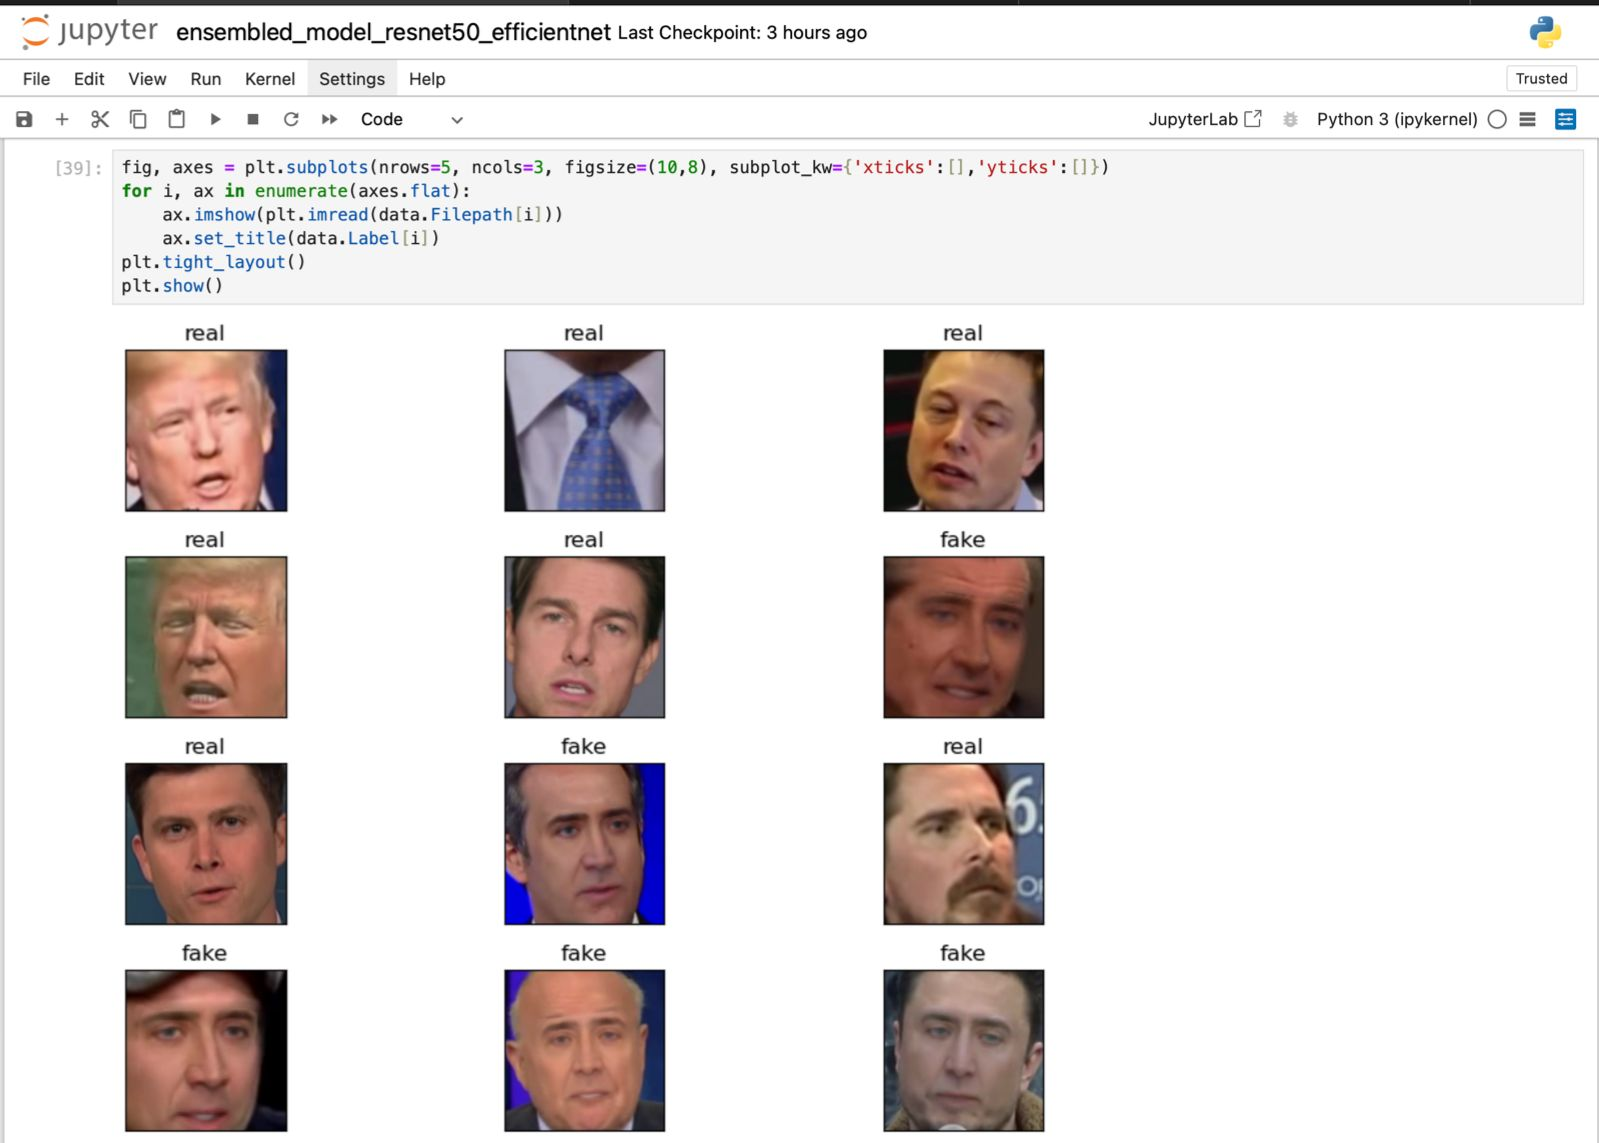 jupyter ensembled_model_resnet50_efficientnet Last Checkpoint: 3 hours ago
File Edit View Run Kernel Settings Help Trusted
Code JupyterLab Python 3 (ipykernel)
[39]: fig, axes = plt.subplots(nrows=5, ncols=3, figsize=(10,8), subplot_kw={'xticks':[],'yticks':[]})
for i, ax in enumerate(axes.flat):
    ax.imshow(plt.imread(data.Filepath[i]))
    ax.set_title(data.Label[i])
plt.tight_layout()
plt.show()
real real real
real real fake
real fake real
6.
fake fake fake